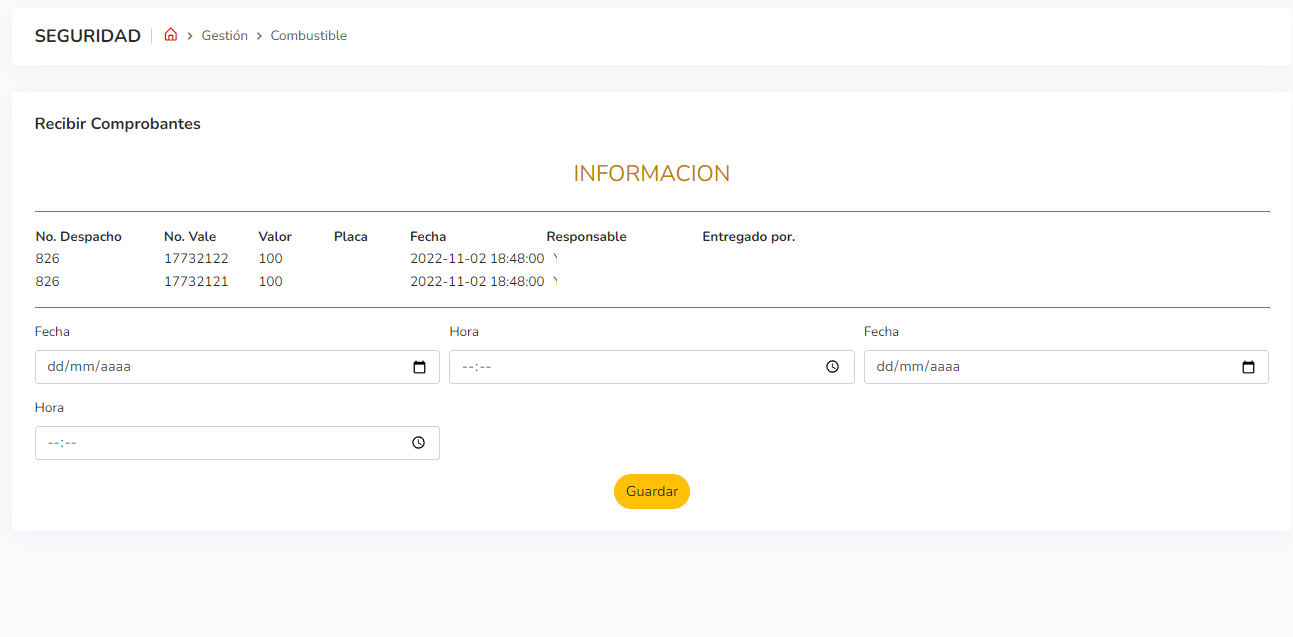 SEGURIDAD Gestión Combustible
Recibir Comprobantes
INFORMACION
No. Despacho No. Vale Valor Placa Fecha Responsable Entregado por.
826 17732122 100 2022-11-02 18:48:00
826 17732121 100 2022-11-02 18:48:00
Fecha Hora Fecha
dd/mm/aaaa --:-- dd/mm/aaaa
Hora
--:--
Guardar